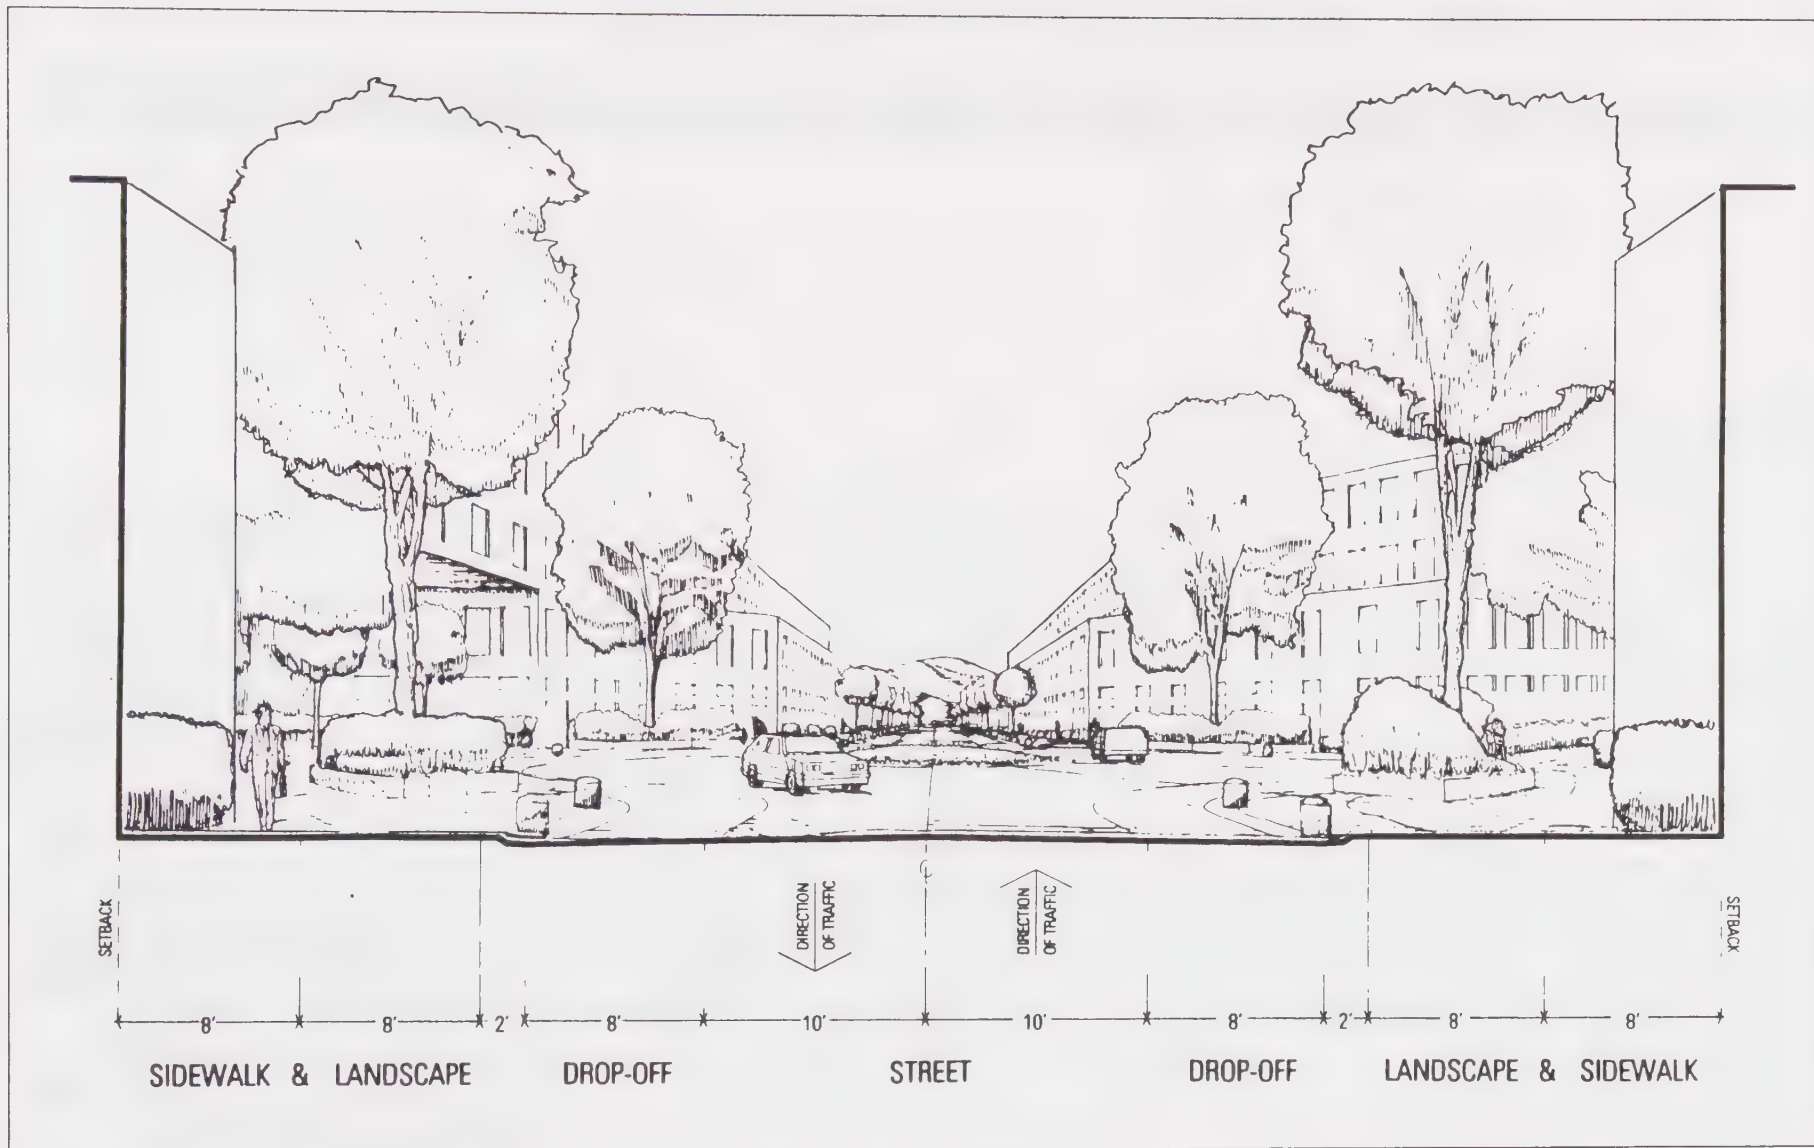 SETBACK
DIRECTION
OF TRAFFIC
℄
DIRECTION
OF TRAFFIC
SETBACK
8' 8' 2' 8' 10' 10' 8' 2' 8' 8'
SIDEWALK & LANDSCAPE DROP-OFF STREET DROP-OFF LANDSCAPE & SIDEWALK